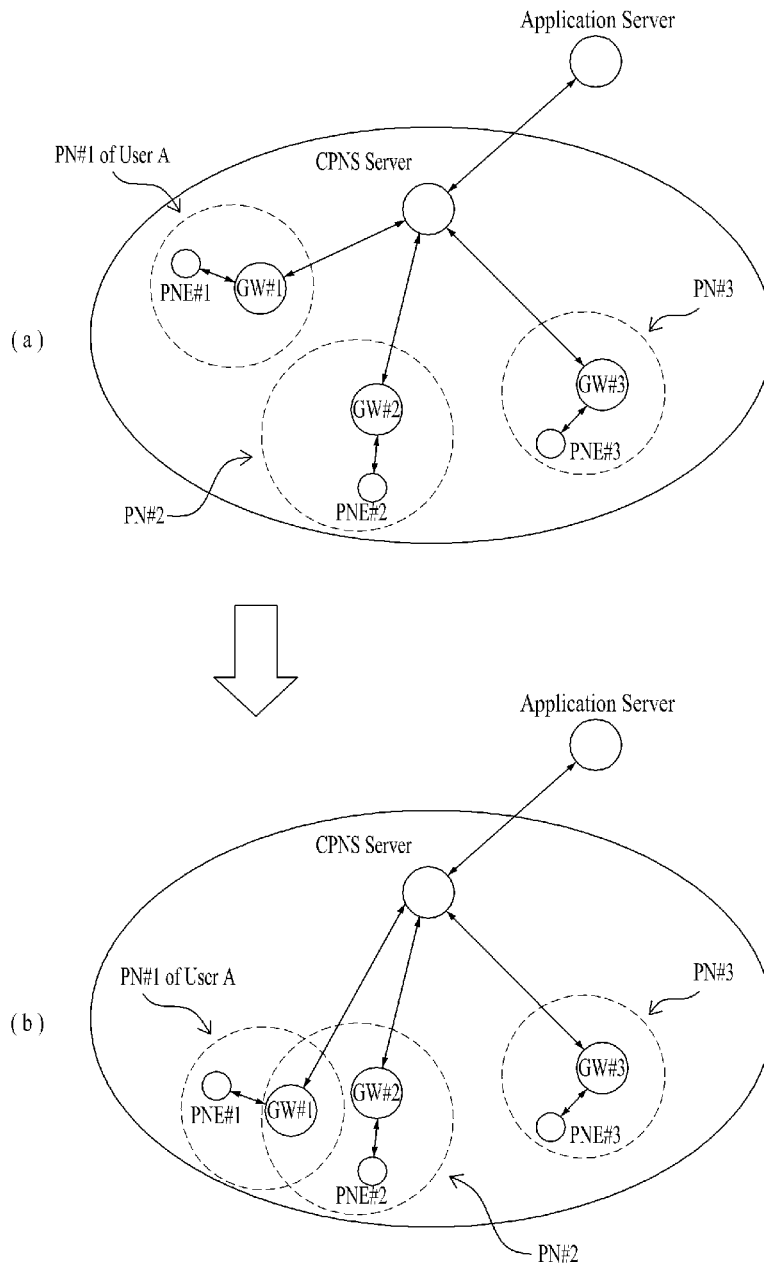 Application Server
PN#1 of User A
CPNS Server
PNE#1
GW#1
PN#3
( a )
GW#2
GW#3
PNE#3
PN#2
PNE#2
Application Server
CPNS Server
PN#1 of User A
PN#3
( b )
PNE#1
GW#1
GW#2
GW#3
PNE#3
PNE#2
PN#2